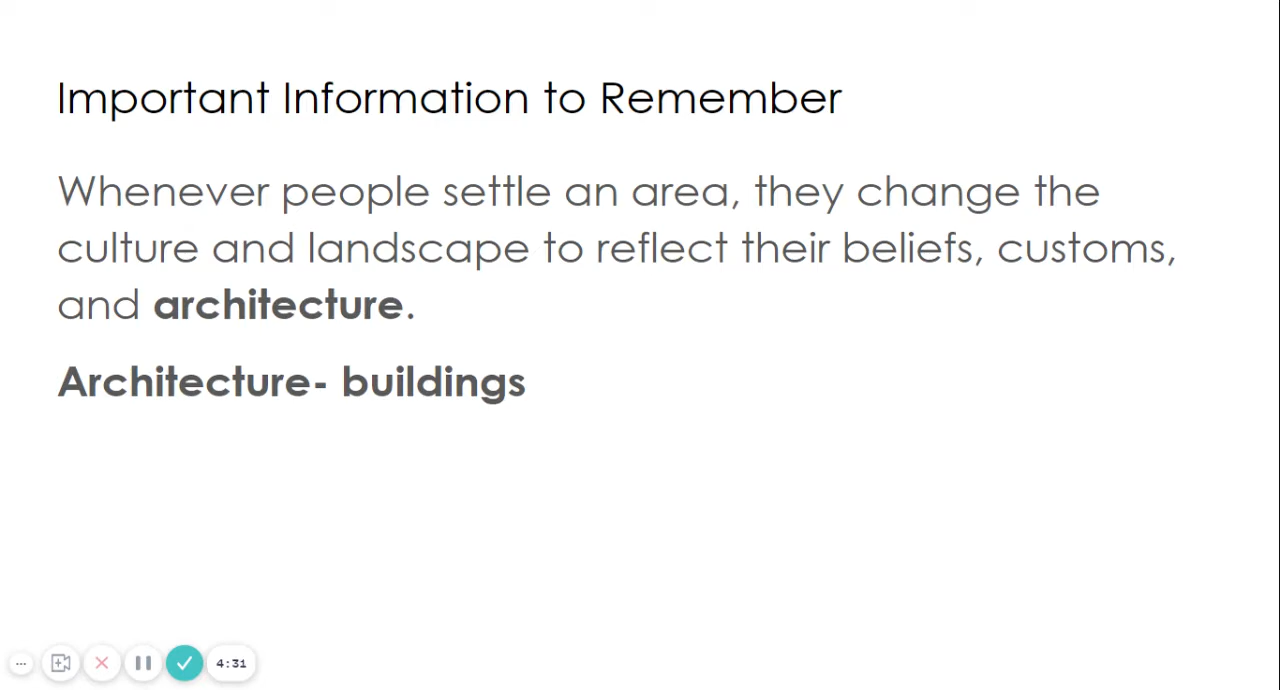 Important Information to Remember
Whenever people settle an area, they change the
culture and landscape to reflect their beliefs, customs,
and architecture.
Architecture- buildings
4:31